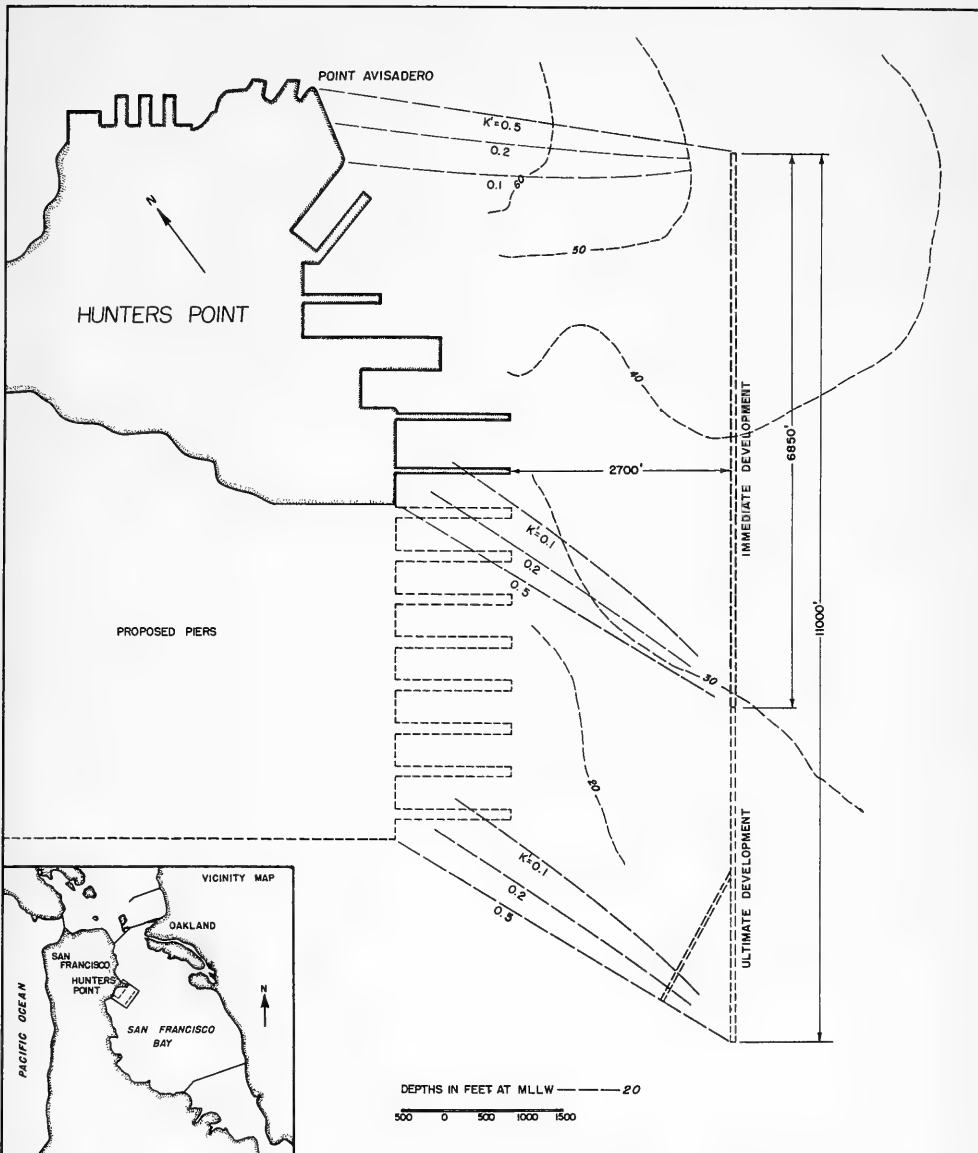 POINT AVISADERO
K'=0.5
0.2
0.1
60
50
N
HUNTERS POINT
40
2700'
IMMEDIATE DEVELOPMENT
6850'
11000'
K'=0.1
0.2
0.5
30
PROPOSED PIERS
20
K'=0.1
0.2
0.5
ULTIMATE DEVELOPMENT
VICINITY MAP
OAKLAND
SAN
FRANCISCO
HUNTERS
POINT
N
SAN FRANCISCO
BAY
PACIFIC OCEAN
DEPTHS IN FEET AT MLLW 20
500 0 500 1000 1500